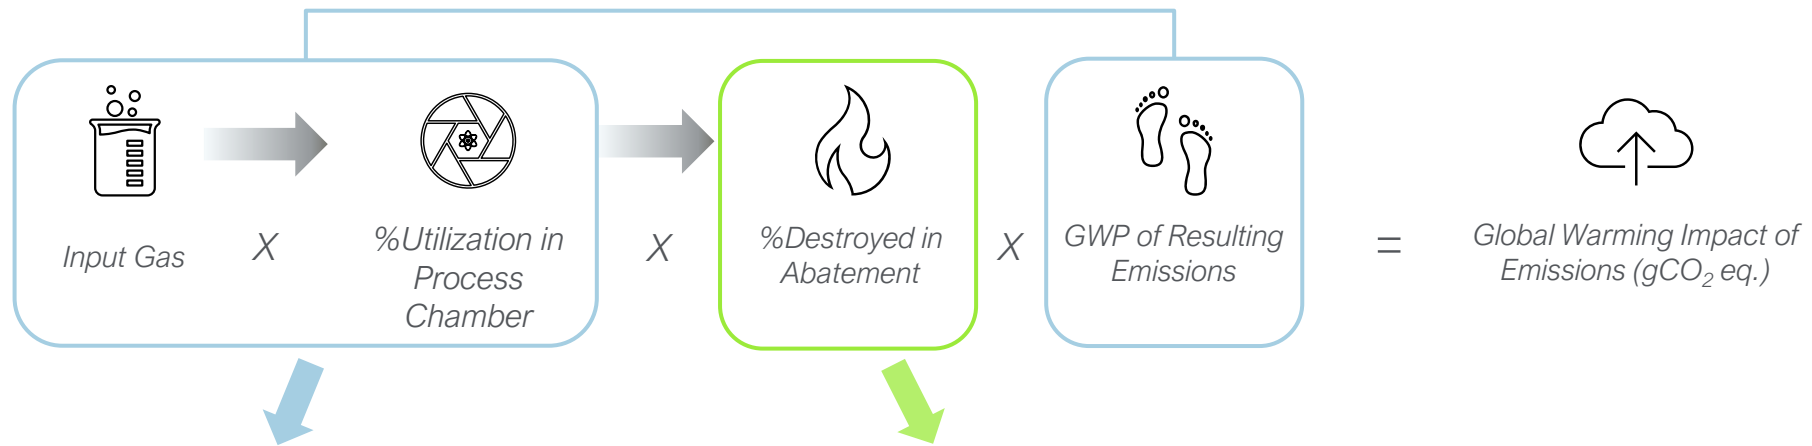 Input Gas
X
%Utilization in
Process
Chamber
X
%Destroyed in
Abatement
X
GWP of Resulting
Emissions
=
Global Warming Impact of
Emissions (gCO₂ eq.)